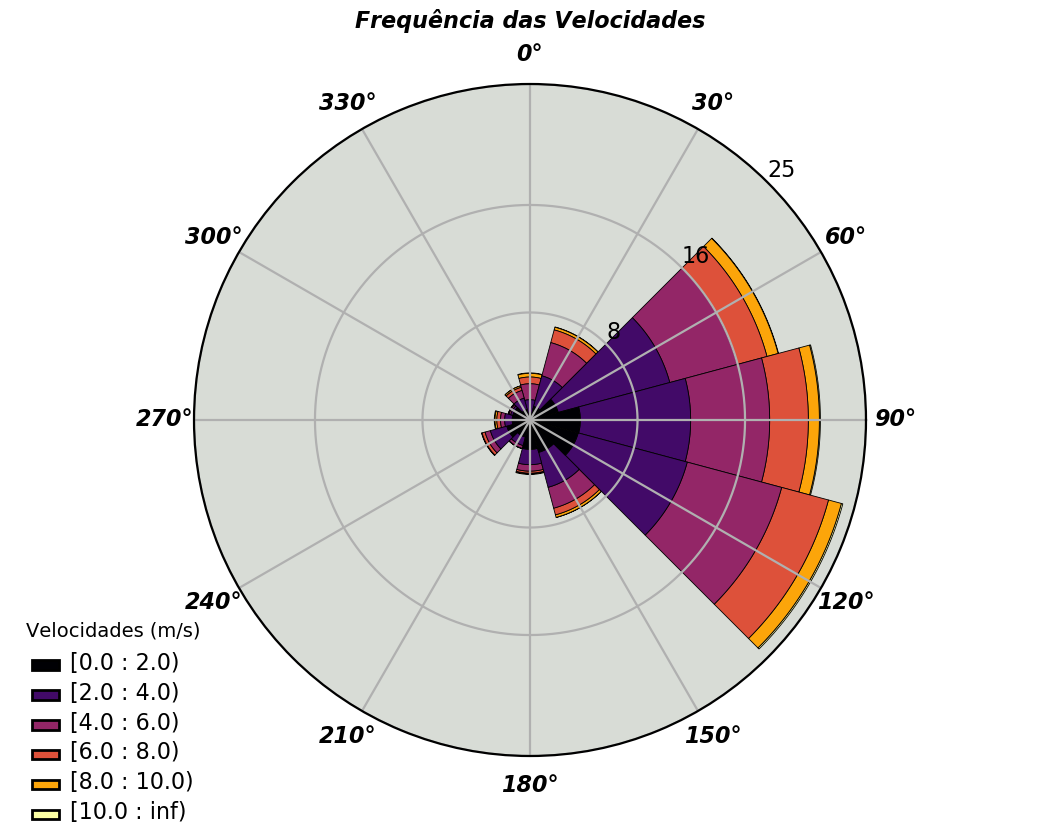 Frequência das Velocidades
0°
330°
30°
25
300°
60°
16
8
270°
90°
240°
120°
210°
150°
180°
Velocidades (m/s)
[0.0 : 2.0)
[2.0 : 4.0)
[4.0 : 6.0)
[6.0 : 8.0)
[8.0 : 10.0)
[10.0 : inf)